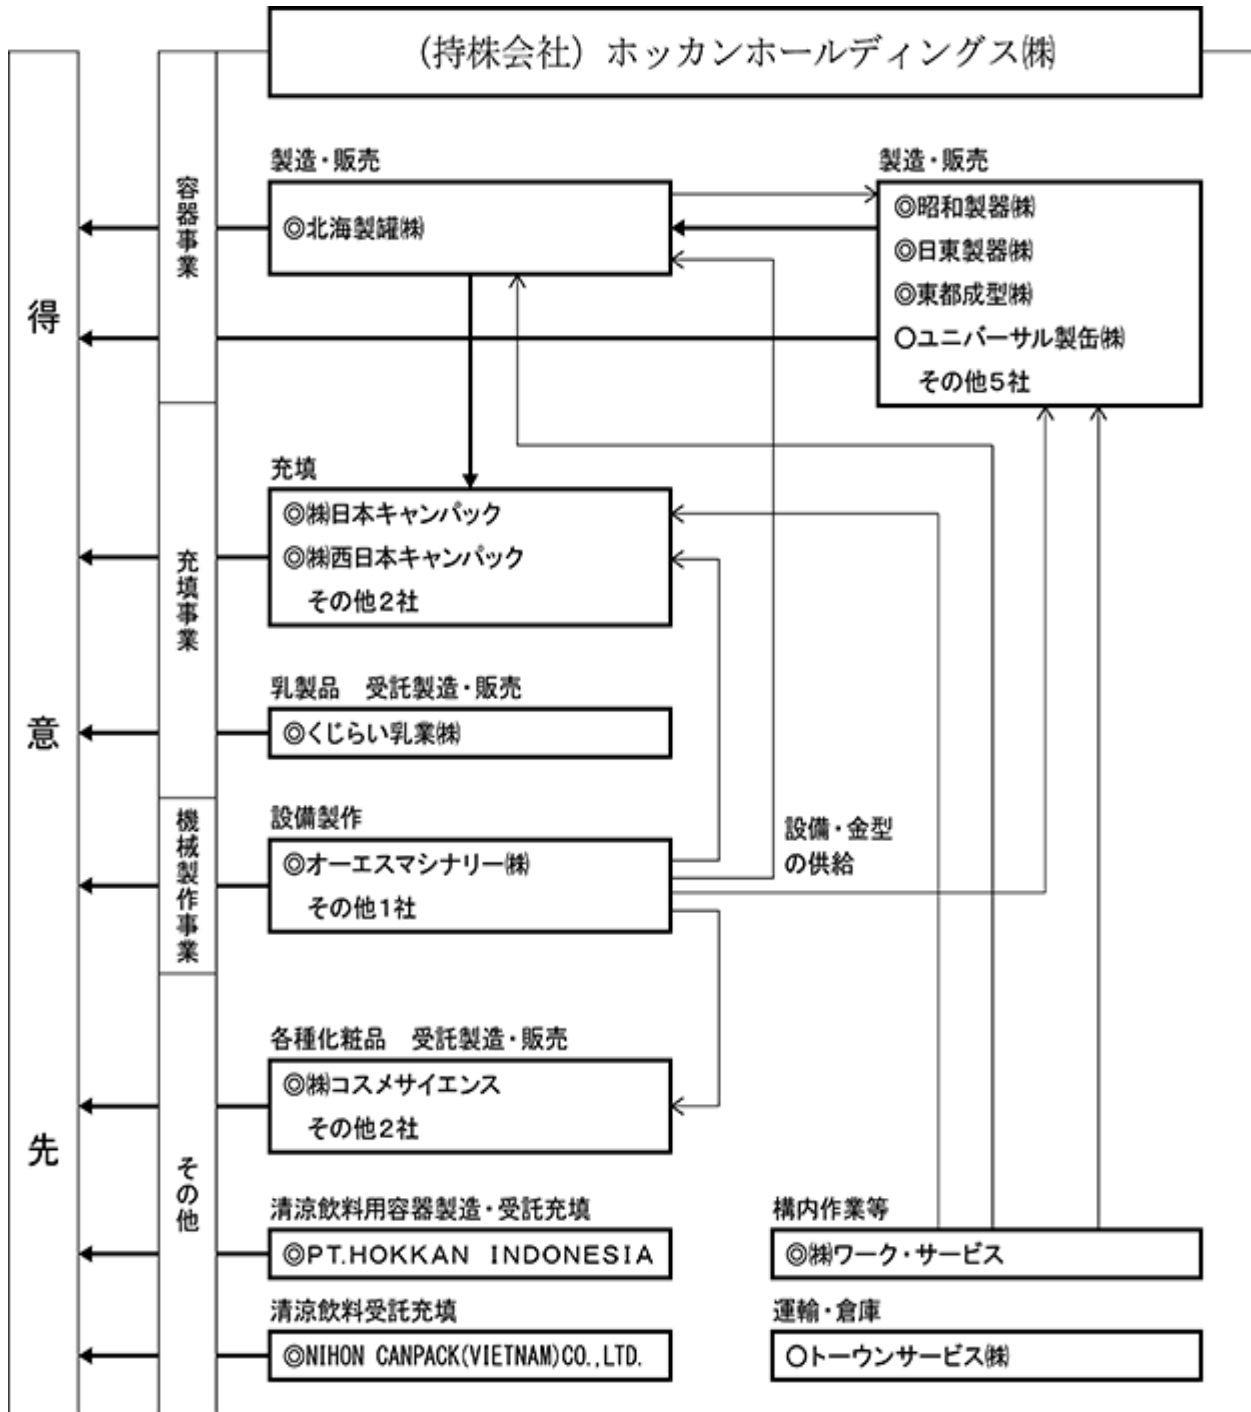 (持株会社) ホッカンホールディングス㈱
得意先
容器事業
製造・販売
◎北海製罐㈱
製造・販売
◎昭和製器㈱
◎日東製器㈱
◎東都成型㈱
○ユニバーサル製缶㈱
その他5社
充填事業
充填
◎㈱日本キャンパック
◎㈱西日本キャンパック
その他2社
乳製品　受託製造・販売
◎くじらい乳業㈱
機械製作事業
設備製作
◎オーエスマシナリー㈱
その他1社
設備・金型
の供給
その他
各種化粧品　受託製造・販売
◎㈱コスメサイエンス
その他2社
清涼飲料用容器製造・受託充填
◎PT.HOKKAN INDONESIA
構内作業等
◎㈱ワーク・サービス
清涼飲料受託充填
◎NIHON CANPACK(VIETNAM)CO.,LTD.
運輸・倉庫
○トーウンサービス㈱